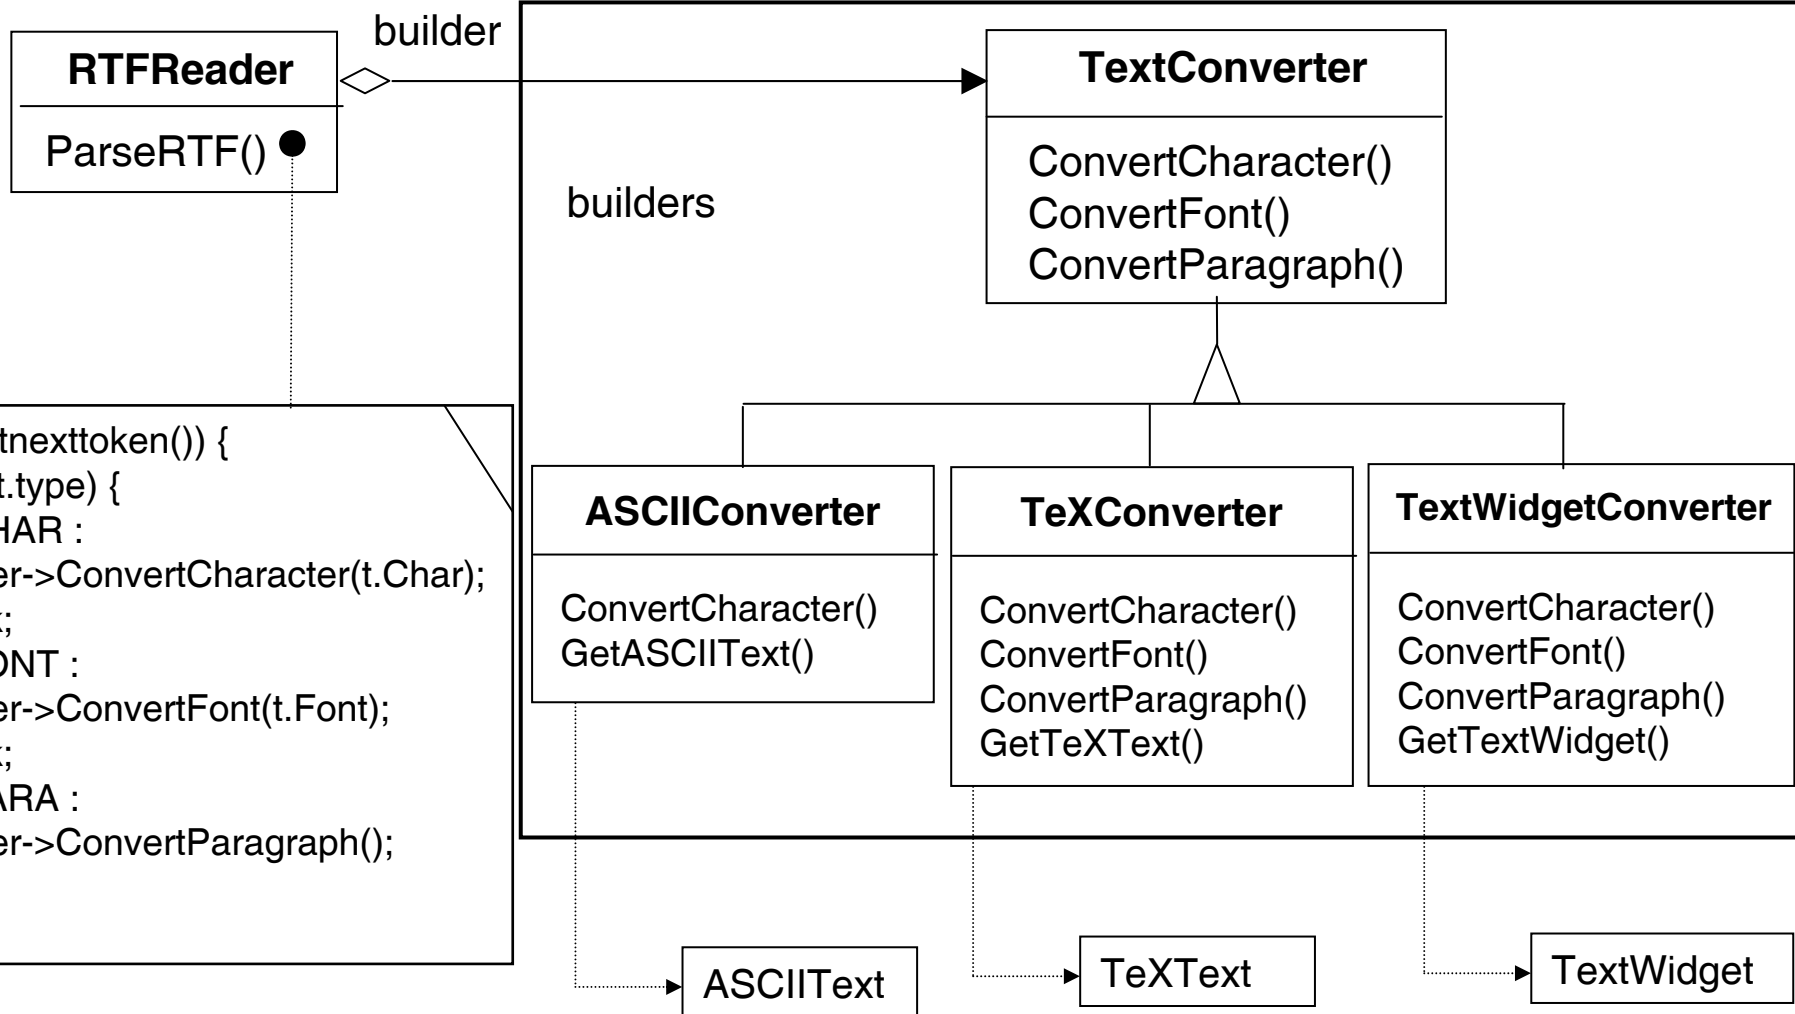 builder
RTFReader
ParseRTF()
TextConverter
ConvertCharacter()
ConvertFont()
ConvertParagraph()
builders
tnexttoken()) {
t.type) {
HAR :
er->ConvertCharacter(t.Char);
;
ONT :
er->ConvertFont(t.Font);
;
ARA :
er->ConvertParagraph();
ASCIIConverter
ConvertCharacter()
GetASCIIText()
TeXConverter
ConvertCharacter()
ConvertFont()
ConvertParagraph()
GetTeXText()
TextWidgetConverter
ConvertCharacter()
ConvertFont()
ConvertParagraph()
GetTextWidget()
ASCIIText
TeXText
TextWidget